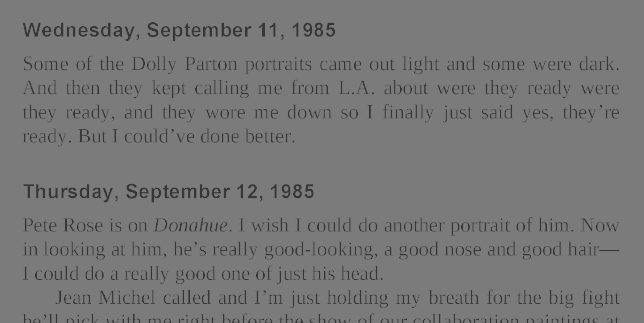 Wednesday, September 11, 1985
Some of the Dolly Parton portraits came out light and some were dark.
And then they kept calling me from L.A. about were they ready were
they ready, and they wore me down so I finally just said yes, they’re
ready. But I could’ve done better.
Thursday, September 12, 1985
Pete Rose is on Donahue. I wish I could do another portrait of him. Now
in looking at him, he’s really good-looking, a good nose and good hair—
I could do a really good one of just his head.
Jean Michel called and I’m just holding my breath for the big fight
he’ll pick with me right before the show of our collaboration paintings at